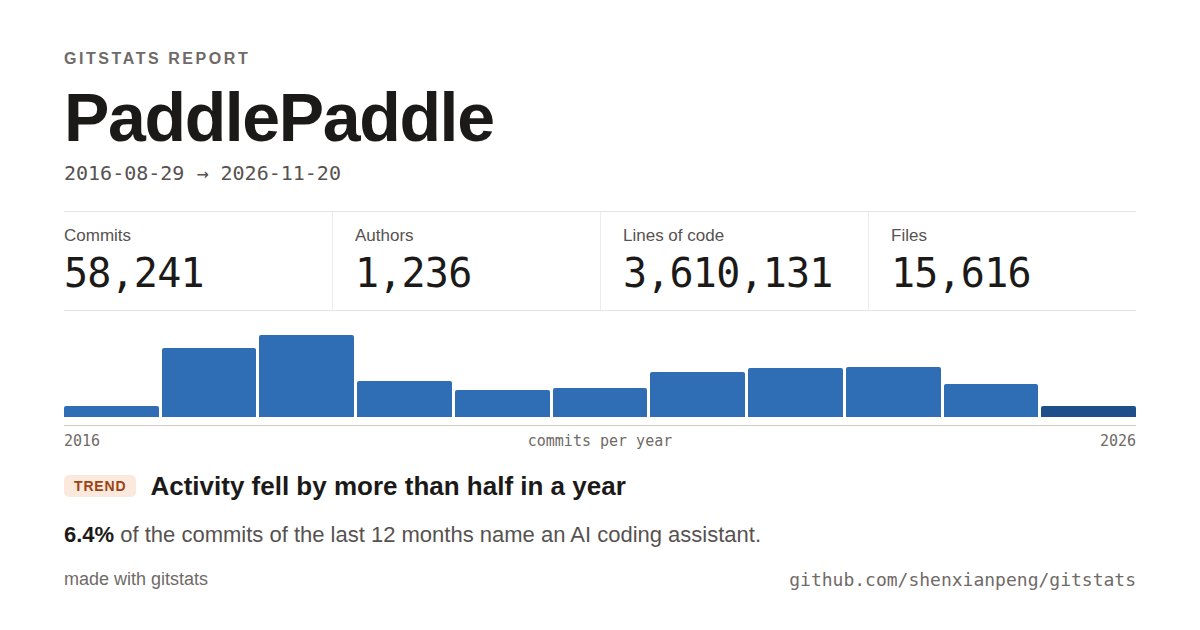 GITSTATS REPORT
PaddlePaddle
2016-08-29 → 2026-11-20
Commits
58,241
Authors
1,236
Lines of code
3,610,131
Files
15,616
2016
commits per year
2026
TREND Activity fell by more than half in a year
6.4% of the commits of the last 12 months name an AI coding assistant.
made with gitstats
github.com/shenxianpeng/gitstats